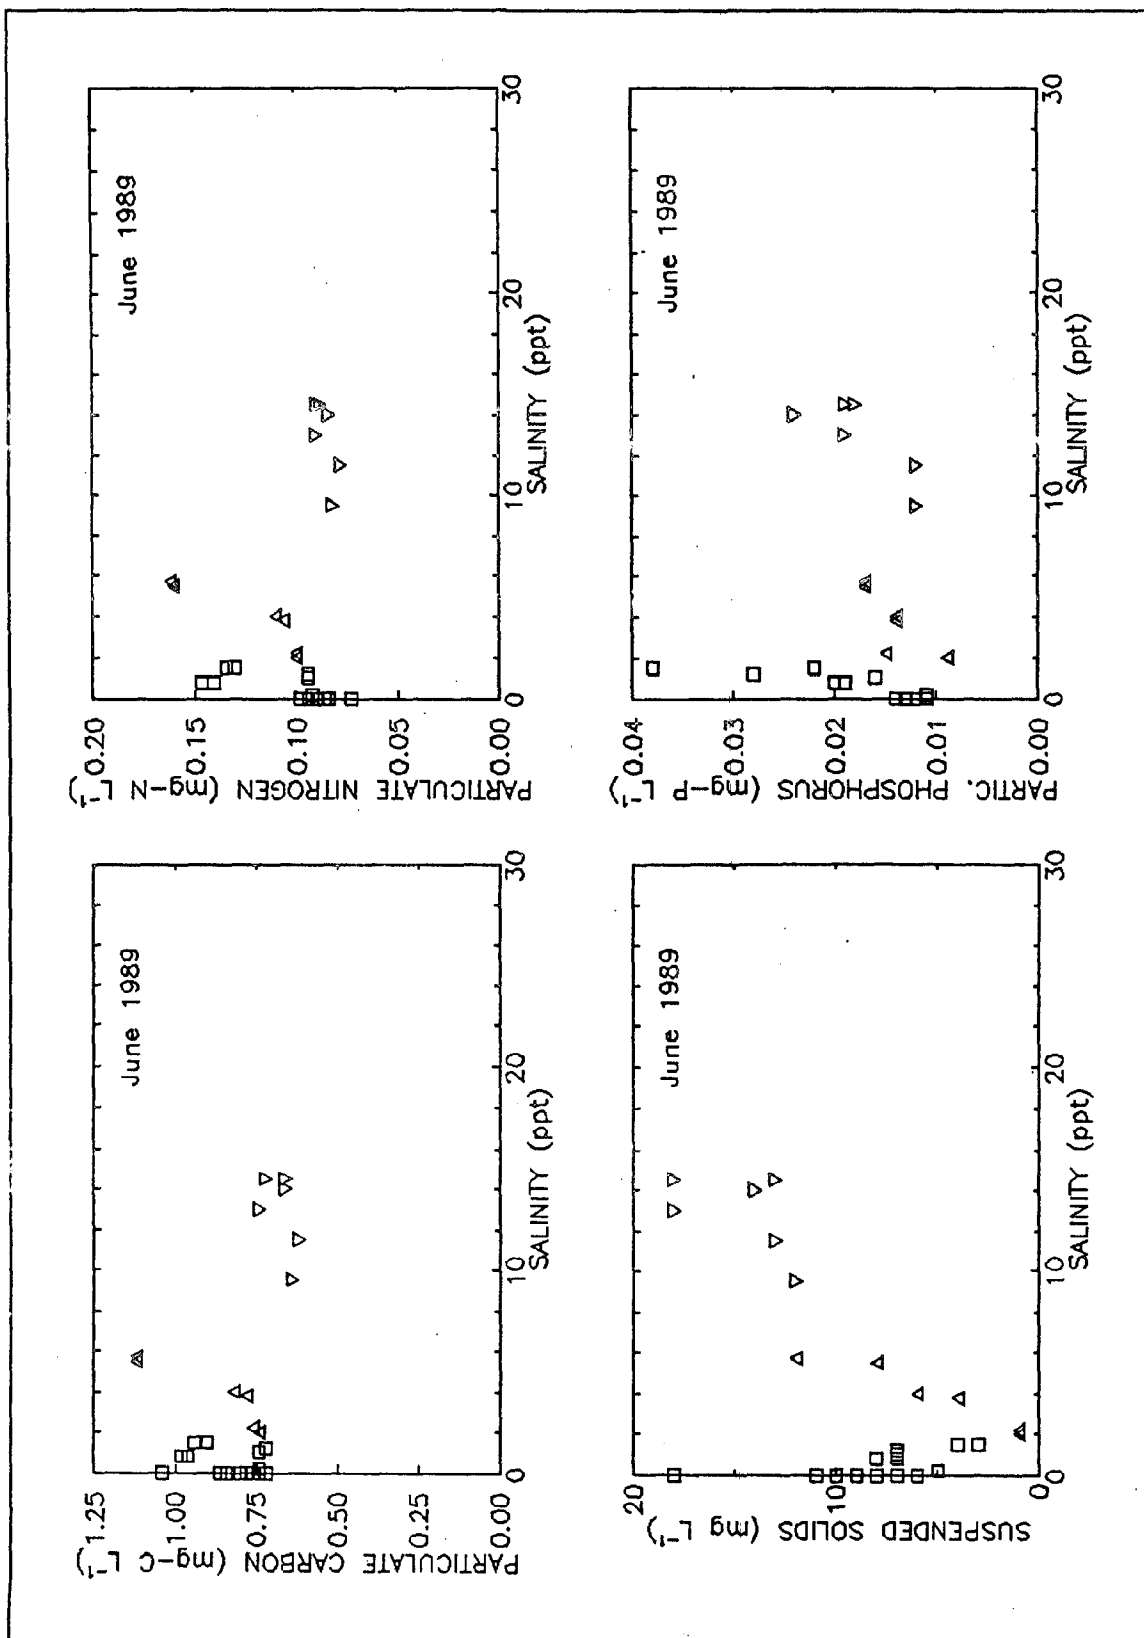 PARTICULATE CARBON (mg-C L⁻¹)
1.25
1.00
0.75
0.50
0.25
0.00
June 1989
0
10
20
30
SALINITY (ppt)
PARTICULATE NITROGEN (mg-N L⁻¹)
0.20
0.15
0.10
0.05
0.00
June 1989
0
10
20
30
SALINITY (ppt)
SUSPENDED SOLIDS (mg L⁻¹)
20
10
0
June 1989
0
10
20
30
SALINITY (ppt)
PARTIC. PHOSPHORUS (mg-P L⁻¹)
0.04
0.03
0.02
0.01
0.00
June 1989
0
10
20
30
SALINITY (ppt)